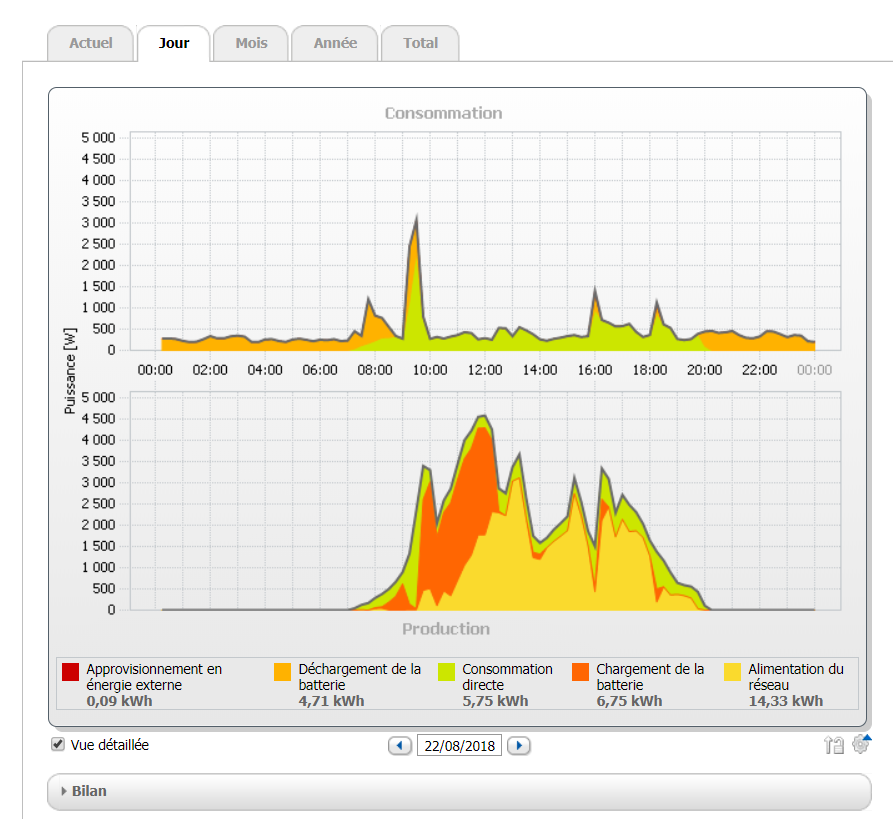 Actuel
Jour
Mois
Année
Total
Consommation
5 000
4 500
4 000
3 500
3 000
2 500
2 000
1 500
1 000
500
0
Puissance [W]
00:00 02:00 04:00 06:00 08:00 10:00 12:00 14:00 16:00 18:00 20:00 22:00 00:00
5 000
4 500
4 000
3 500
3 000
2 500
2 000
1 500
1 000
500
0
Production
Approvisionnement en
énergie externe
0,09 kWh
Déchargement de la
batterie
4,71 kWh
Consommation
directe
5,75 kWh
Chargement de la
batterie
6,75 kWh
Alimentation du
réseau
14,33 kWh
Vue détaillée
22/08/2018
Bilan